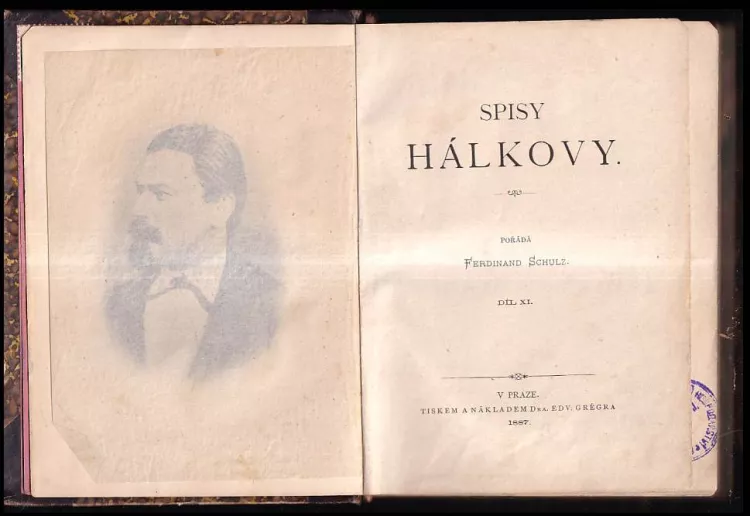 SPISY
HÁLKOVY.
POŘÁDÁ
FERDINAND SCHULZ.
DÍL XI.
V PRAZE.
TISKEM A NÁKLADEM DRA. EDV. GRÉGRA
1887.